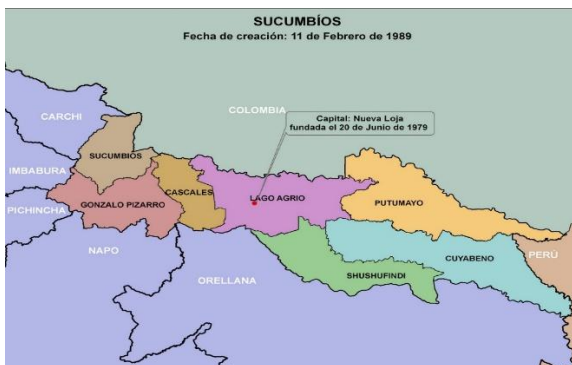 SUCUMBÍOS
Fecha de creación: 11 de Febrero de 1989
COLOMBIA
CARCHI
Capital: Nueva Loja
fundada el 20 de Junio de 1979
SUCUMBÍOS
IMBABURA
CASCALES
LAGO AGRIO
GONZALO PIZARRO
PUTUMAYO
PICHINCHA
NAPO
CUYABENO
PERÚ
SHUSHUFINDI
ORELLANA